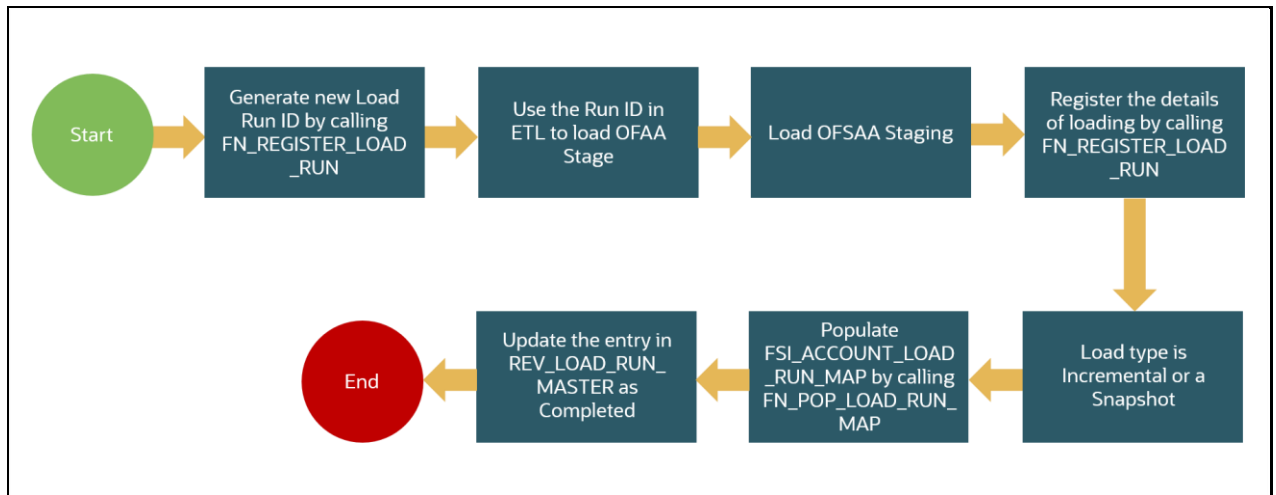 Start
Generate new Load
Run ID by calling
FN_REGISTER_LOAD
_RUN
Use the Run ID in
ETL to load OFAA
Stage
Load OFSAA Staging
Register the details
of loading by calling
FN_REGISTER_LOAD
_RUN
Load type is
Incremental or a
Snapshot
Populate
FSI_ACCOUNT_LOAD
_RUN_MAP by calling
FN_POP_LOAD_RUN_
MAP
Update the entry in
REV_LOAD_RUN_
MASTER as
Completed
End